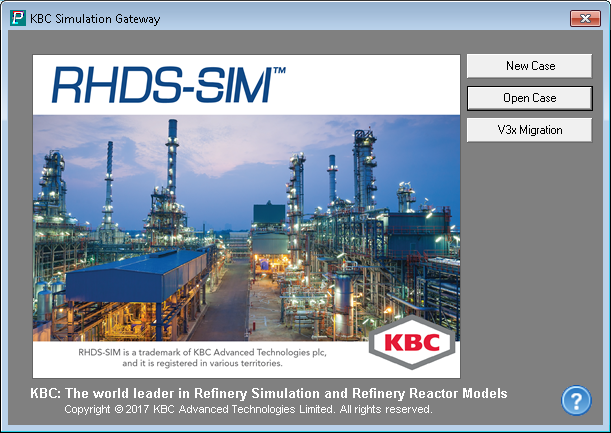 KBC Simulation Gateway
RHDS-SIM™
New Case
Open Case
V3x Migration
KBC
RHDS-SIM is a trademark of KBC Advanced Technologies plc,
and it is registered in various territories.
KBC: The world leader in Refinery Simulation and Refinery Reactor Models
Copyright © 2017 KBC Advanced Technologies Limited. All rights reserved.
?